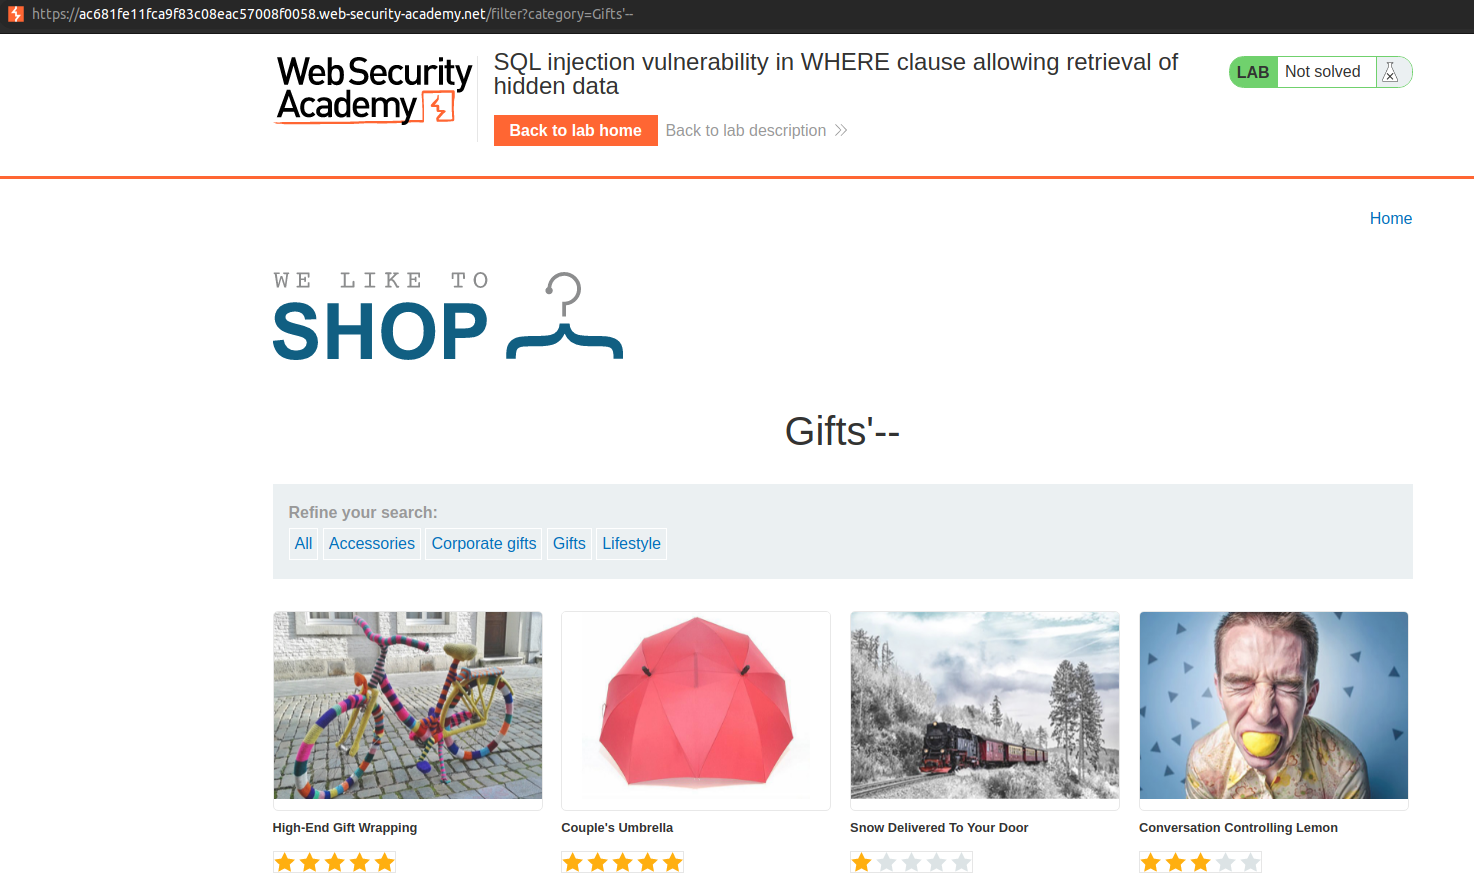 https://ac681fe11fca9f83c08eac57008f0058.web-security-academy.net/filter?category=Gifts'--
Web Security
Academy
SQL injection vulnerability in WHERE clause allowing retrieval of
hidden data
LAB Not solved
Back to lab home Back to lab description
Home
WE LIKE TO
SHOP
Gifts'--
Refine your search:
All Accessories Corporate gifts Gifts Lifestyle
High-End Gift Wrapping Couple's Umbrella Snow Delivered To Your Door Conversation Controlling Lemon